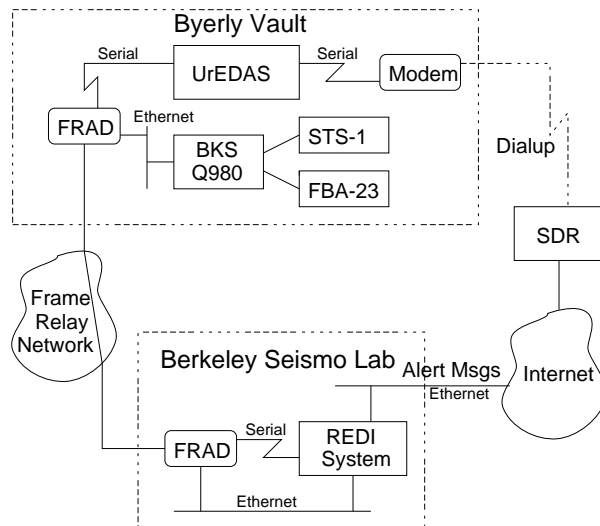 Byerly Vault
Serial
UrEDAS
Serial
Modem
FRAD
Ethernet
BKS
Q980
STS-1
FBA-23
Dialup
SDR
Frame
Relay
Network
Berkeley Seismo Lab
Alert Msgs
Ethernet
Internet
FRAD
Serial
REDI
System
Ethernet